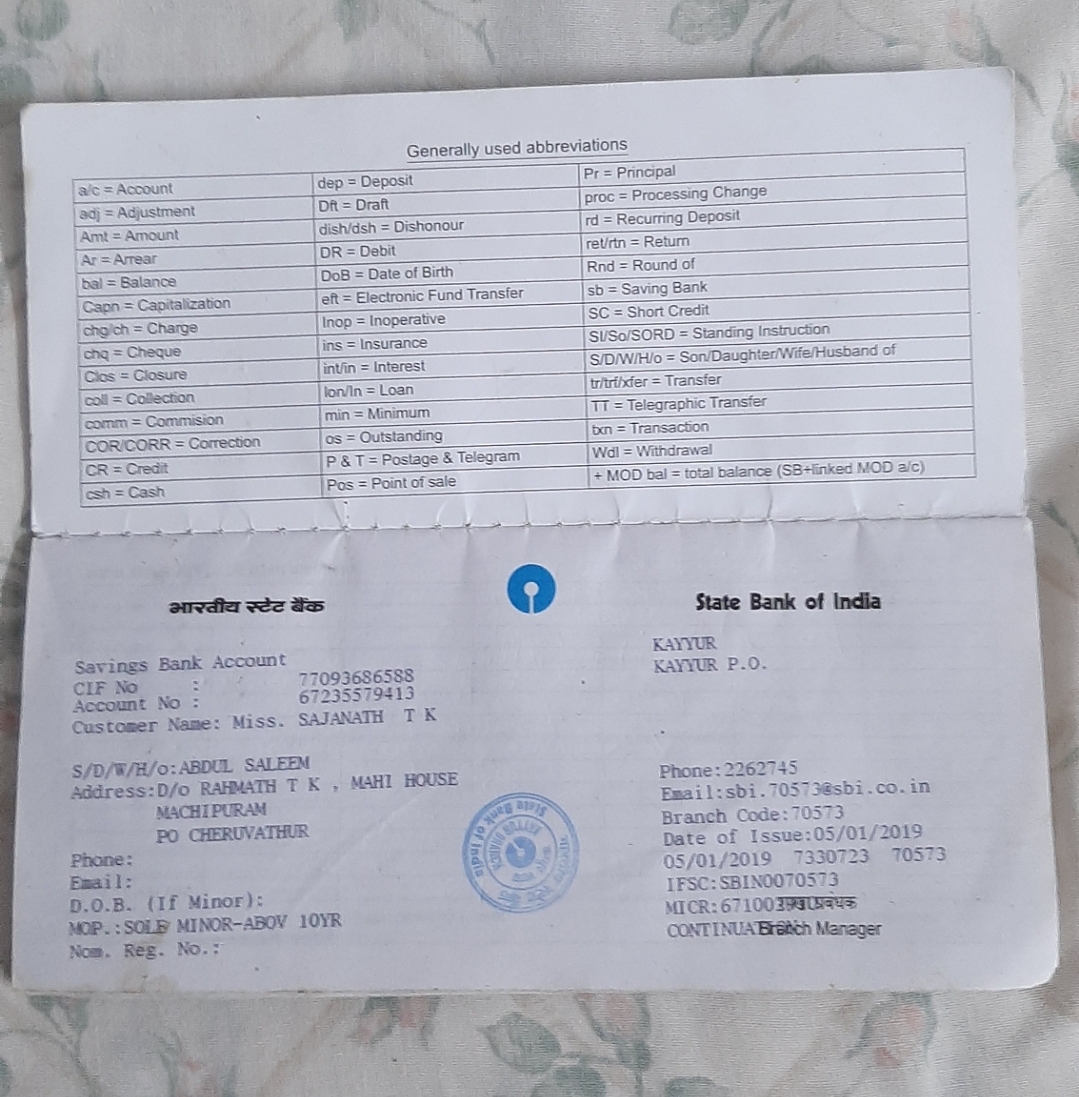 Generally used abbreviations
a/c = Account
adj = Adjustment
Amt = Amount
Ar = Arrear
bal = Balance
Capn = Capitalization
chg/ch = Charge
chq = Cheque
Clos = Closure
coll = Collection
comm = Commision
COR/CORR = Correction
CR = Credit
csh = Cash
dep = Deposit
Dft = Draft
dish/dsh = Dishonour
DR = Debit
DoB = Date of Birth
eft = Electronic Fund Transfer
Inop = Inoperative
ins = Insurance
int/in = Interest
lon/ln = Loan
min = Minimum
os = Outstanding
P & T = Postage & Telegram
Pos = Point of sale
Pr = Principal
proc = Processing Change
rd = Recurring Deposit
ret/rtn = Return
Rnd = Round of
sb = Saving Bank
SC = Short Credit
SI/So/SORD = Standing Instruction
S/D/W/H/o = Son/Daughter/Wife/Husband of
tr/trf/xfer = Transfer
TT = Telegraphic Transfer
txn = Transaction
Wdl = Withdrawal
+ MOD bal = total balance (SB+linked MOD a/c)
भारतीय स्टेट बैंक
State Bank of India
Savings Bank Account
CIF No : 77093686588
Account No : 67235579413
Customer Name: Miss. SAJANATH T K
S/D/W/H/o:ABDUL SALEEM
Address:D/o RAHMATH T K , MAHI HOUSE
MACHIPURAM
PO CHERUVATHUR
Phone:
Email:
D.O.B. (If Minor):
MOP.:SOLE MINOR-ABOV 10YR
Nom. Reg. No.:
State Bank of India
KAYYUR
KAYYUR P.O.
Phone:2262745
Email:sbi.70573@sbi.co.in
Branch Code:70573
Date of Issue:05/01/2019
05/01/2019 7330723 70573
IFSC:SBIN0070573
MICR:67100
CONTINUA Branch Manager